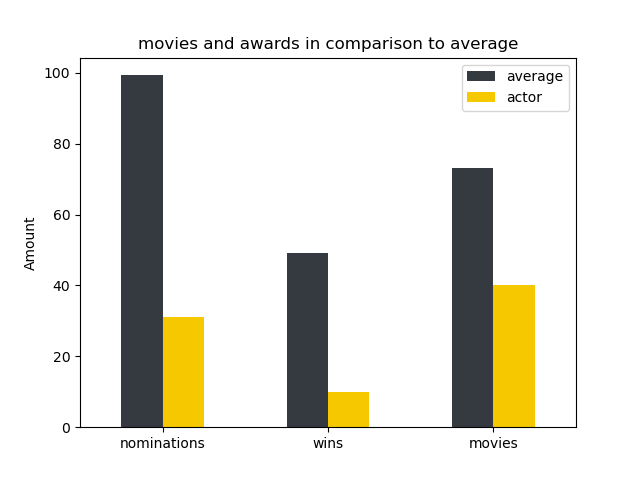 movies and awards in comparison to average
average
actor
Amount
100
80
60
40
20
0
nominations
wins
movies